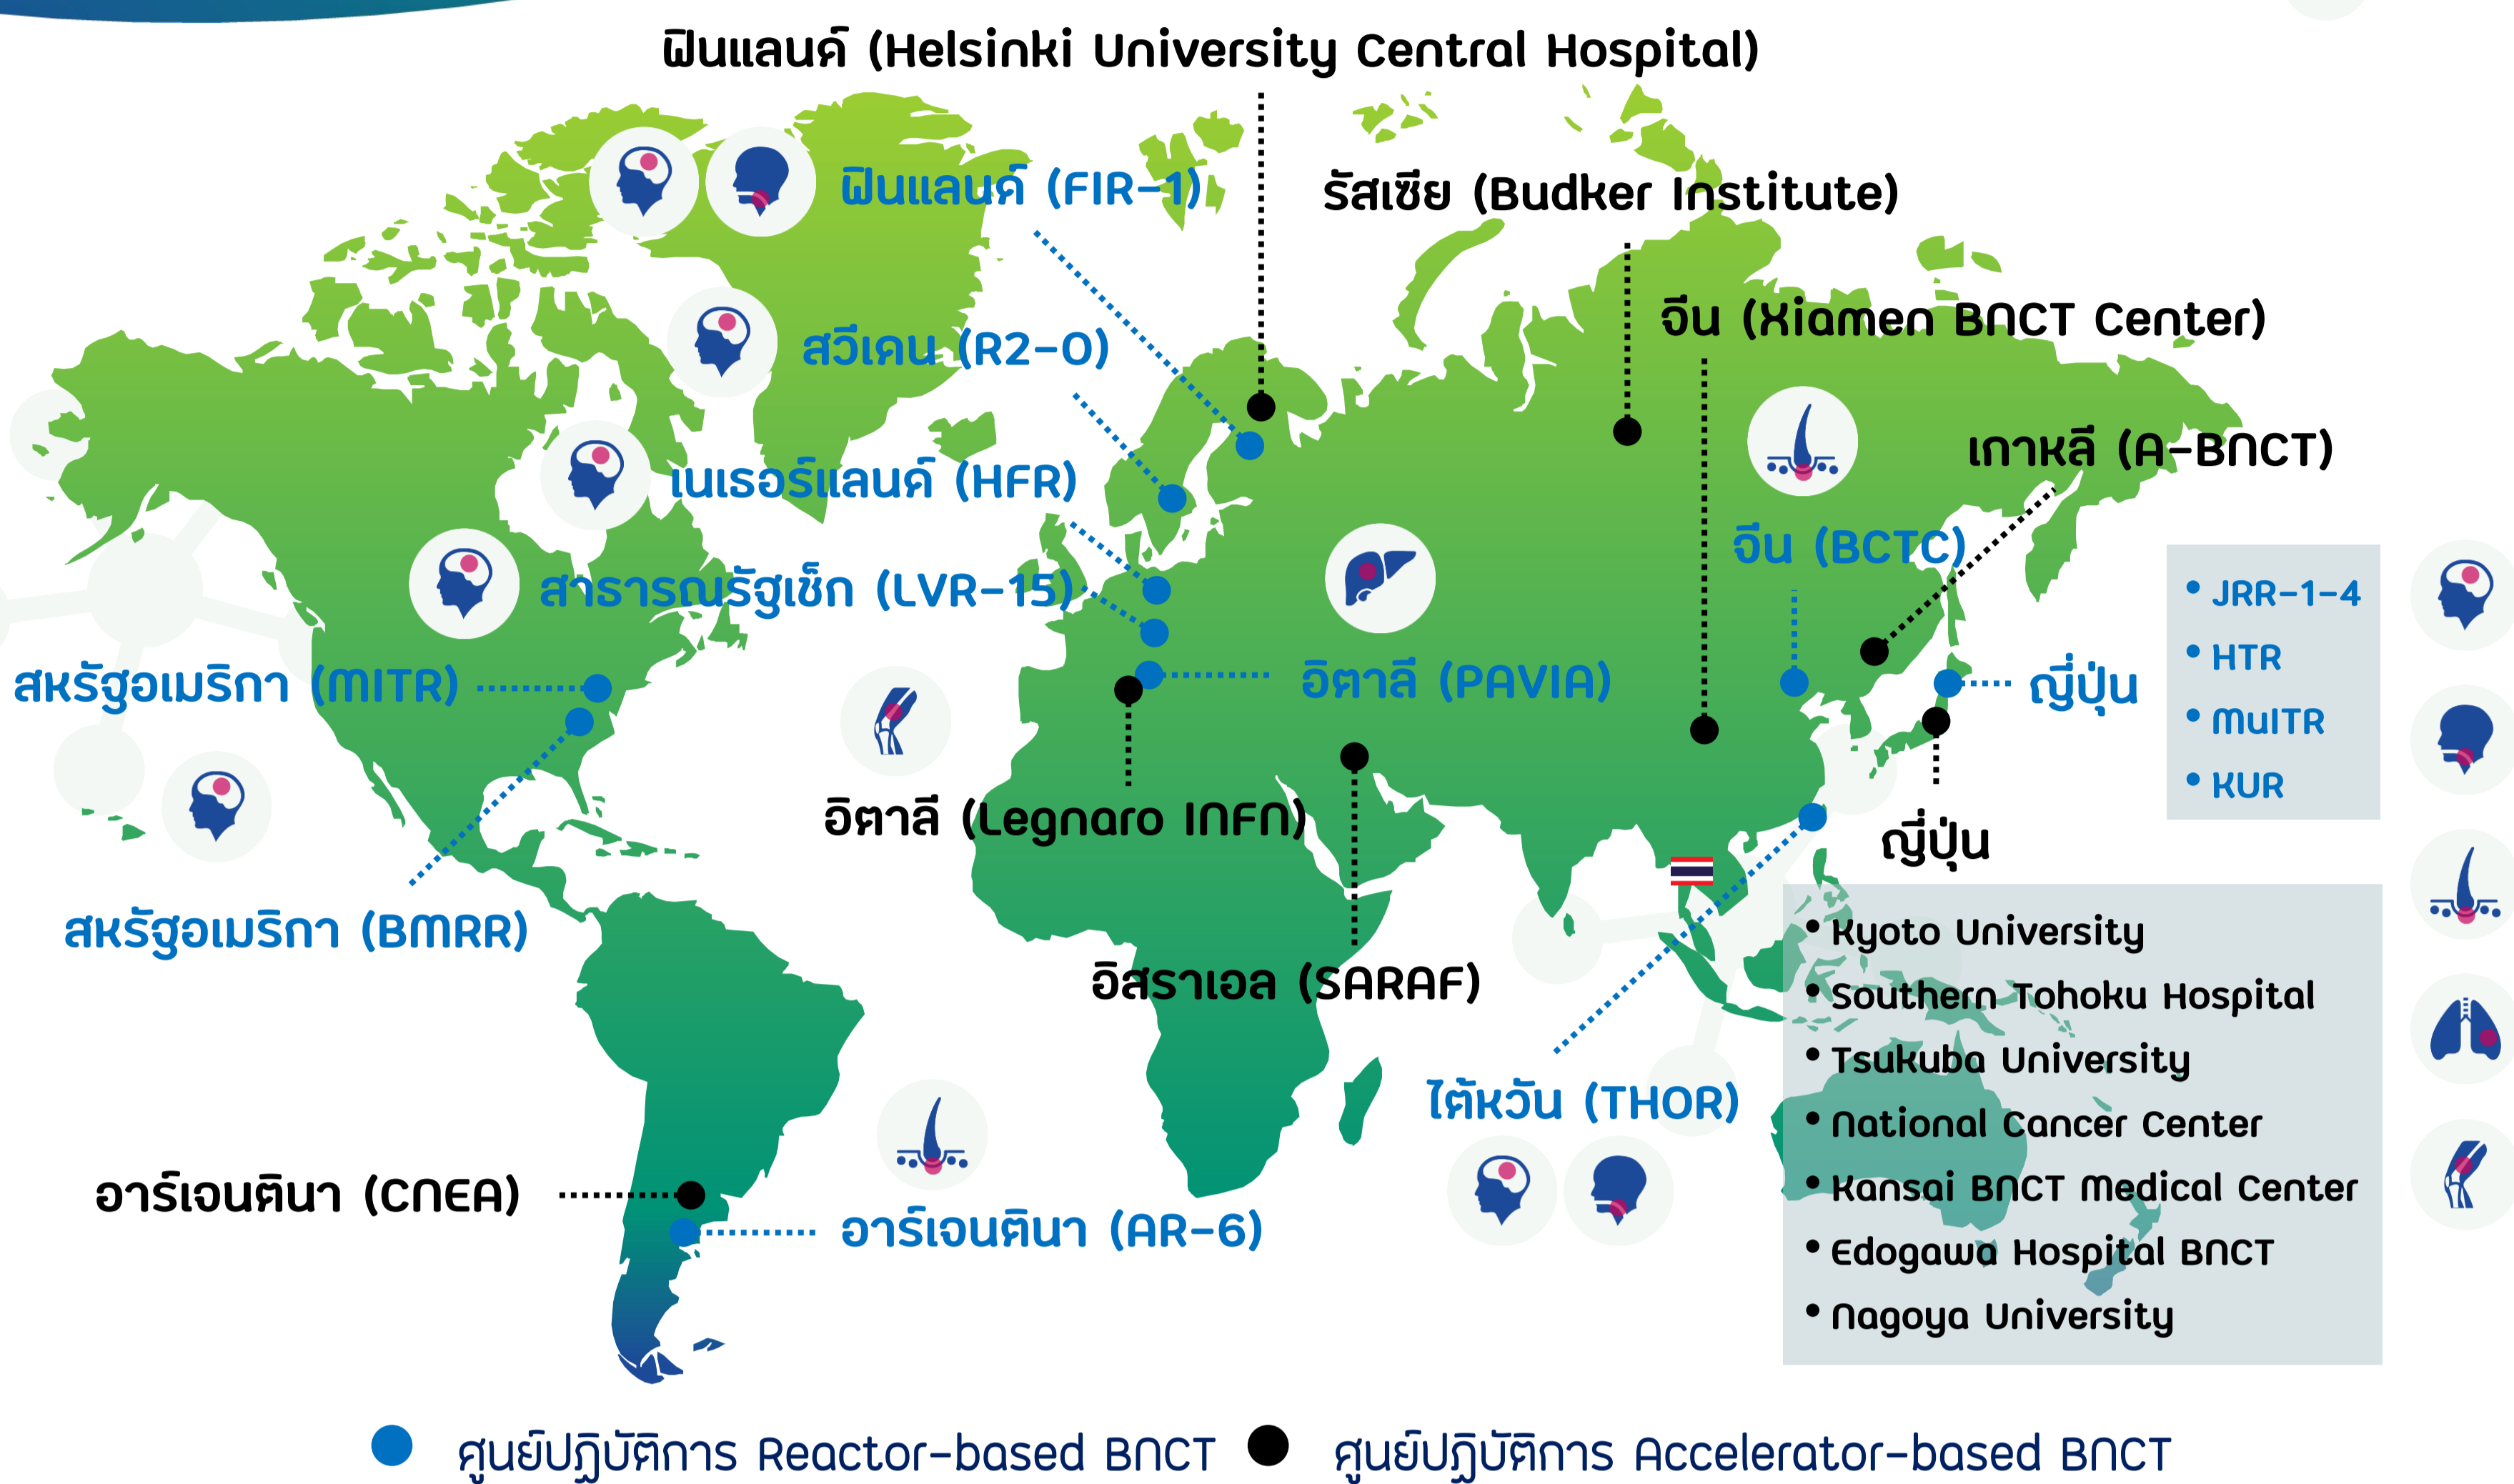 ฟินแลนด์ (Helsinki University Central Hospital)
ฟินแลนด์ (FIR-1)
รัสเซีย (Budker Institute)
จีน (Xiamen BNCT Center)
สวีเดน (R2-0)
เกาหลี (A-BNCT)
เนเธอร์แลนด์ (HFR)
จีน (BCTC)
สาธารณรัฐเช็ก (LVR-15)
• JRR-1-4
• HTR
• MuITR
• KUR
สหรัฐอเมริกา (MITR)
อิตาลี (PAVIA)
ญี่ปุ่น
อิตาลี (Legnaro INFN)
ญี่ปุ่น
สหรัฐอเมริกา (BMRR)
• Kyoto University
• Southern Tohoku Hospital
• Tsukuba University
• National Cancer Center
• Kansai BNCT Medical Center
• Edogawa Hospital BNCT
• Nagoya University
อิสราเอล (SARAF)
ไต้หวัน (THOR)
อาร์เจนตินา (CNEA)
อาร์เจนตินา (AR-6)
ศูนย์ปฏิบัติการ Reactor-based BNCT
ศูนย์ปฏิบัติการ Accelerator-based BNCT